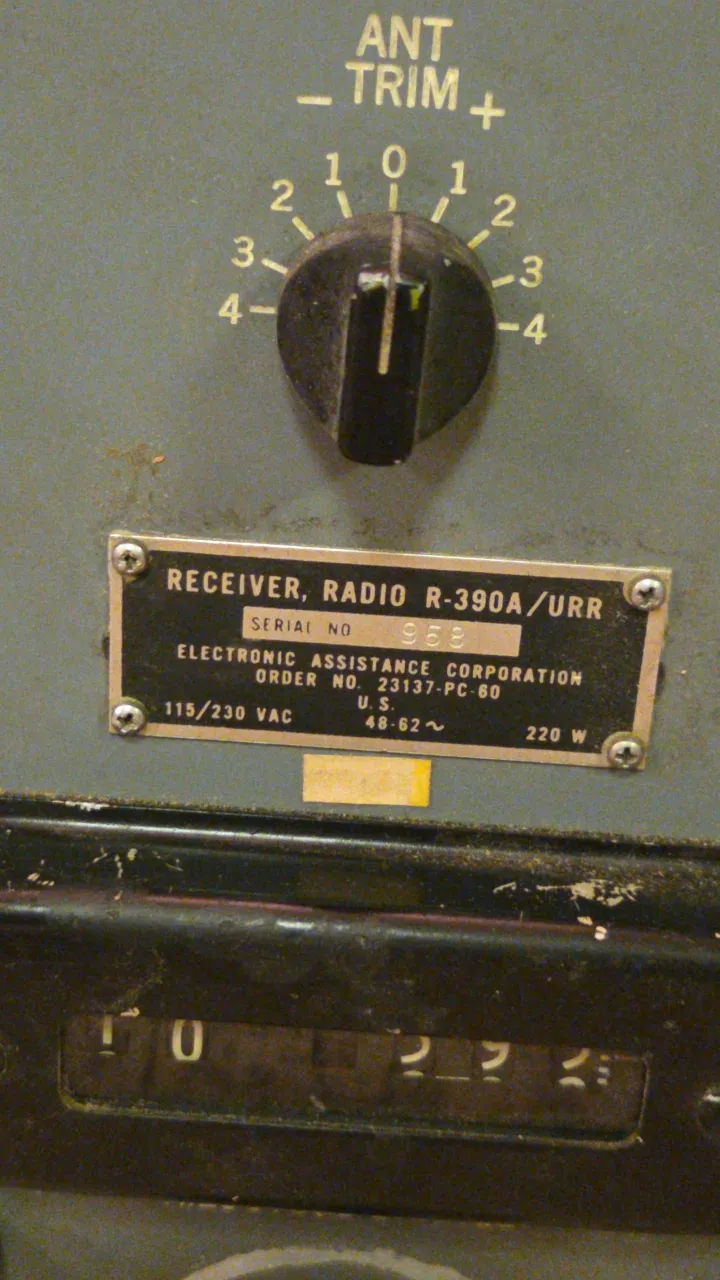 ANT
TRIM
- +
4 3 2 1 0 1 2 3 4
RECEIVER, RADIO R-390A/URR
SERIAL NO 958
ELECTRONIC ASSISTANCE CORPORATION
ORDER NO. 23137-PC-60
U.S.
115/230 VAC 48-62~ 220 W
10